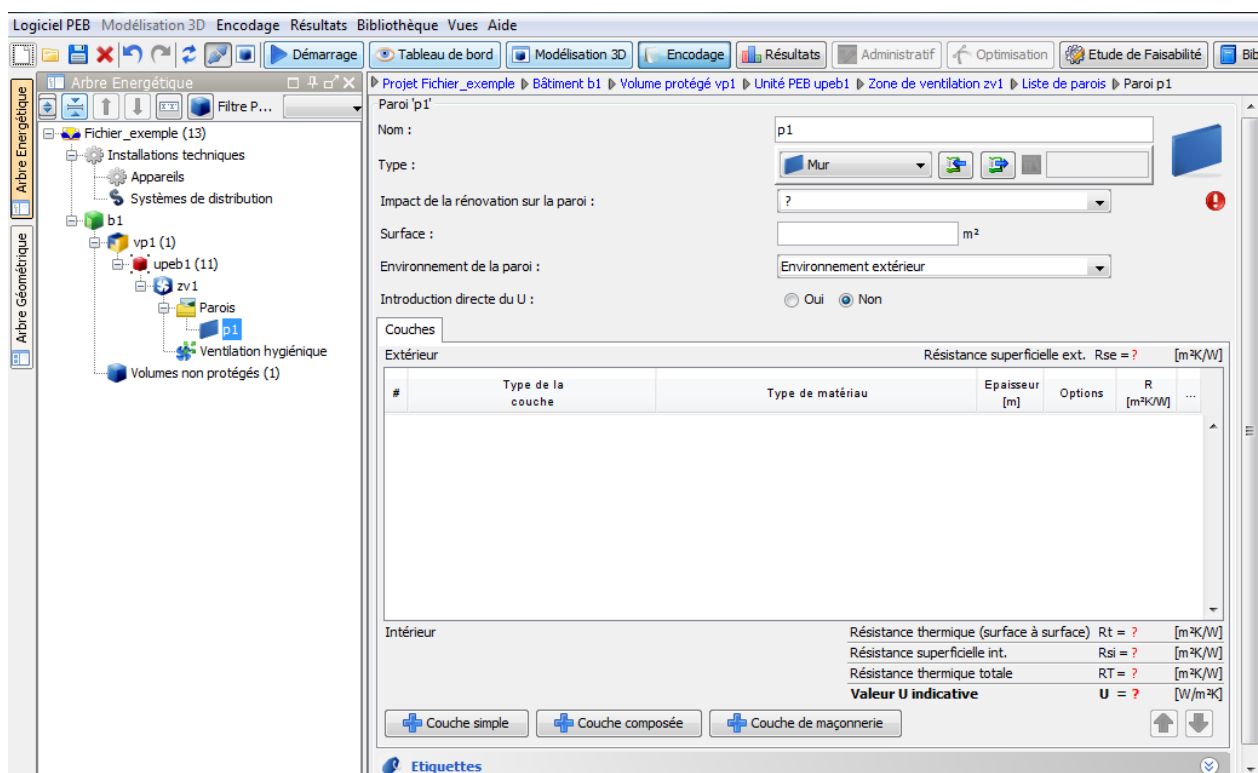 Logiciel PEB Modélisation 3D Encodage Résultats Bibliothèque Vues Aide
Démarrage Tableau de bord Modélisation 3D Encodage Résultats Administratif Optimisation Etude de Faisabilité Bib
Arbre Energétique
Arbre Géométrique
Arbre Energétique
Filtre P...
Fichier_exemple (13)
Installations techniques
Appareils
Systèmes de distribution
b1
vp1 (1)
upeb1 (11)
zv1
Parois
p1
Ventilation hygiénique
Volumes non protégés (1)
Projet Fichier_exemple Bâtiment b1 Volume protégé vp1 Unité PEB upeb1 Zone de ventilation zv1 Liste de parois Paroi p1
Paroi 'p1'
Nom : p1
Type : Mur
Impact de la rénovation sur la paroi : ?
Surface : m²
Environnement de la paroi : Environnement extérieur
Introduction directe du U : Oui Non
Couches
Extérieur Résistance superficielle ext. Rse = ? [m²K/W]
# Type de la couche Type de matériau Epaisseur [m] Options R [m²K/W] ...
Intérieur Résistance thermique (surface à surface) Rt = ? [m²K/W]
Résistance superficielle int. Rsi = ? [m²K/W]
Résistance thermique totale RT = ? [m²K/W]
Valeur U indicative U = ? [W/m²K]
Couche simple Couche composée Couche de maçonnerie
Etiquettes